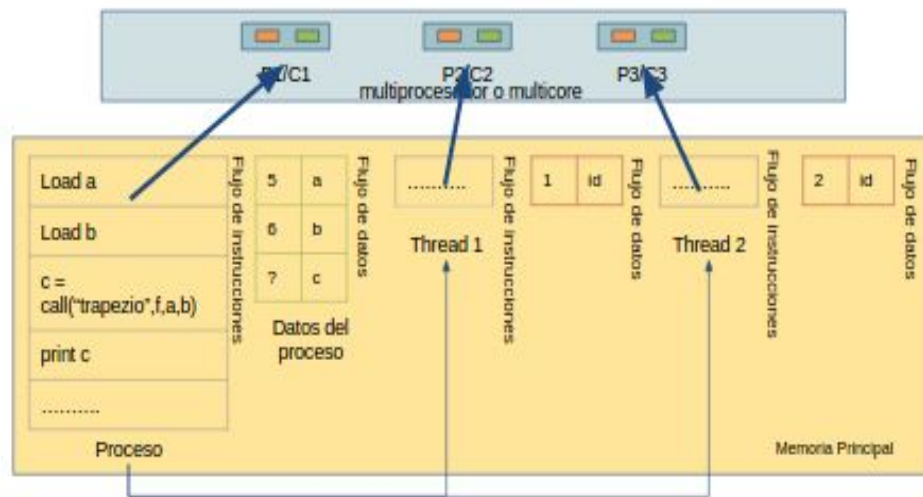 P1/C1
P2/C2
P3/C3
multiprocesador o multicore
Load a
Load b
c =
call("trapezio",f,a,b)
print c
..........
Proceso
Flujo de instrucciones
5 a
6 b
? c
Flujo de datos
Datos del
proceso
...........
Thread 1
Flujo de instrucciones
1 id
Flujo de datos
...........
Thread 2
Flujo de instrucciones
2 id
Flujo de datos
Memoria Principal